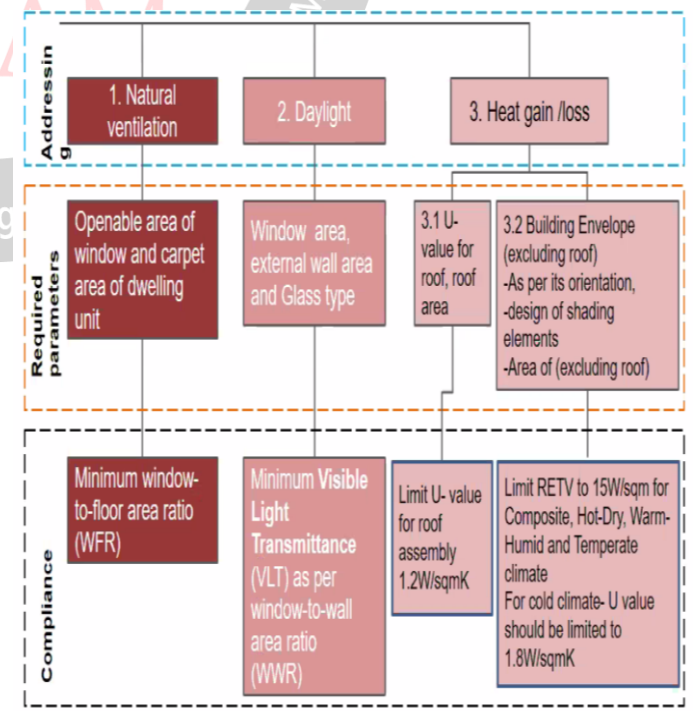 Addressin
g
1. Natural
ventilation
2. Daylight
3. Heat gain /loss
Required
parameters
Openable area of
window and carpet
area of dwelling
unit
Window area,
external wall area
and Glass type
3.1 U-
value for
roof, roof
area
3.2 Building Envelope
(excluding roof)
-As per its orientation,
-design of shading
elements
-Area of (excluding roof)
Compliance
Minimum window-
to-floor area ratio
(WFR)
Minimum Visible
Light
Transmittance
(VLT) as per
window-to-wall
area ratio
(WWR)
Limit U- value
for roof
assembly
1.2W/sqmK
Limit RETV to 15W/sqm for
Composite, Hot-Dry, Warm-
Humid and Temperate
climate
For cold climate- U value
should be limited to
1.8W/sqmK